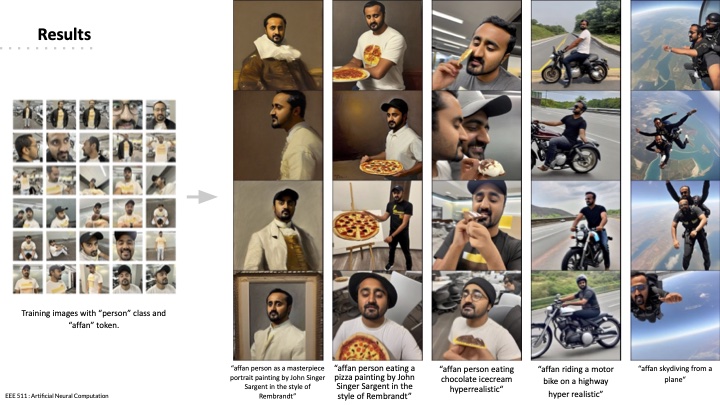 Results
Training images with “person” class and
“affan” token.
“affan person as a masterpiece
portrait painting by John Singer
Sargent in the style of
Rembrandt”
“affan person eating a
pizza painting by John
Singer Sargent in the
style of Rembrandt”
“affan person eating
chocolate icecream
hyperrealistic”
“affan riding a motor
bike on a highway
hyper realistic”
“affan skydiving from a
plane”
EEE 511: Artificial Neural Computation